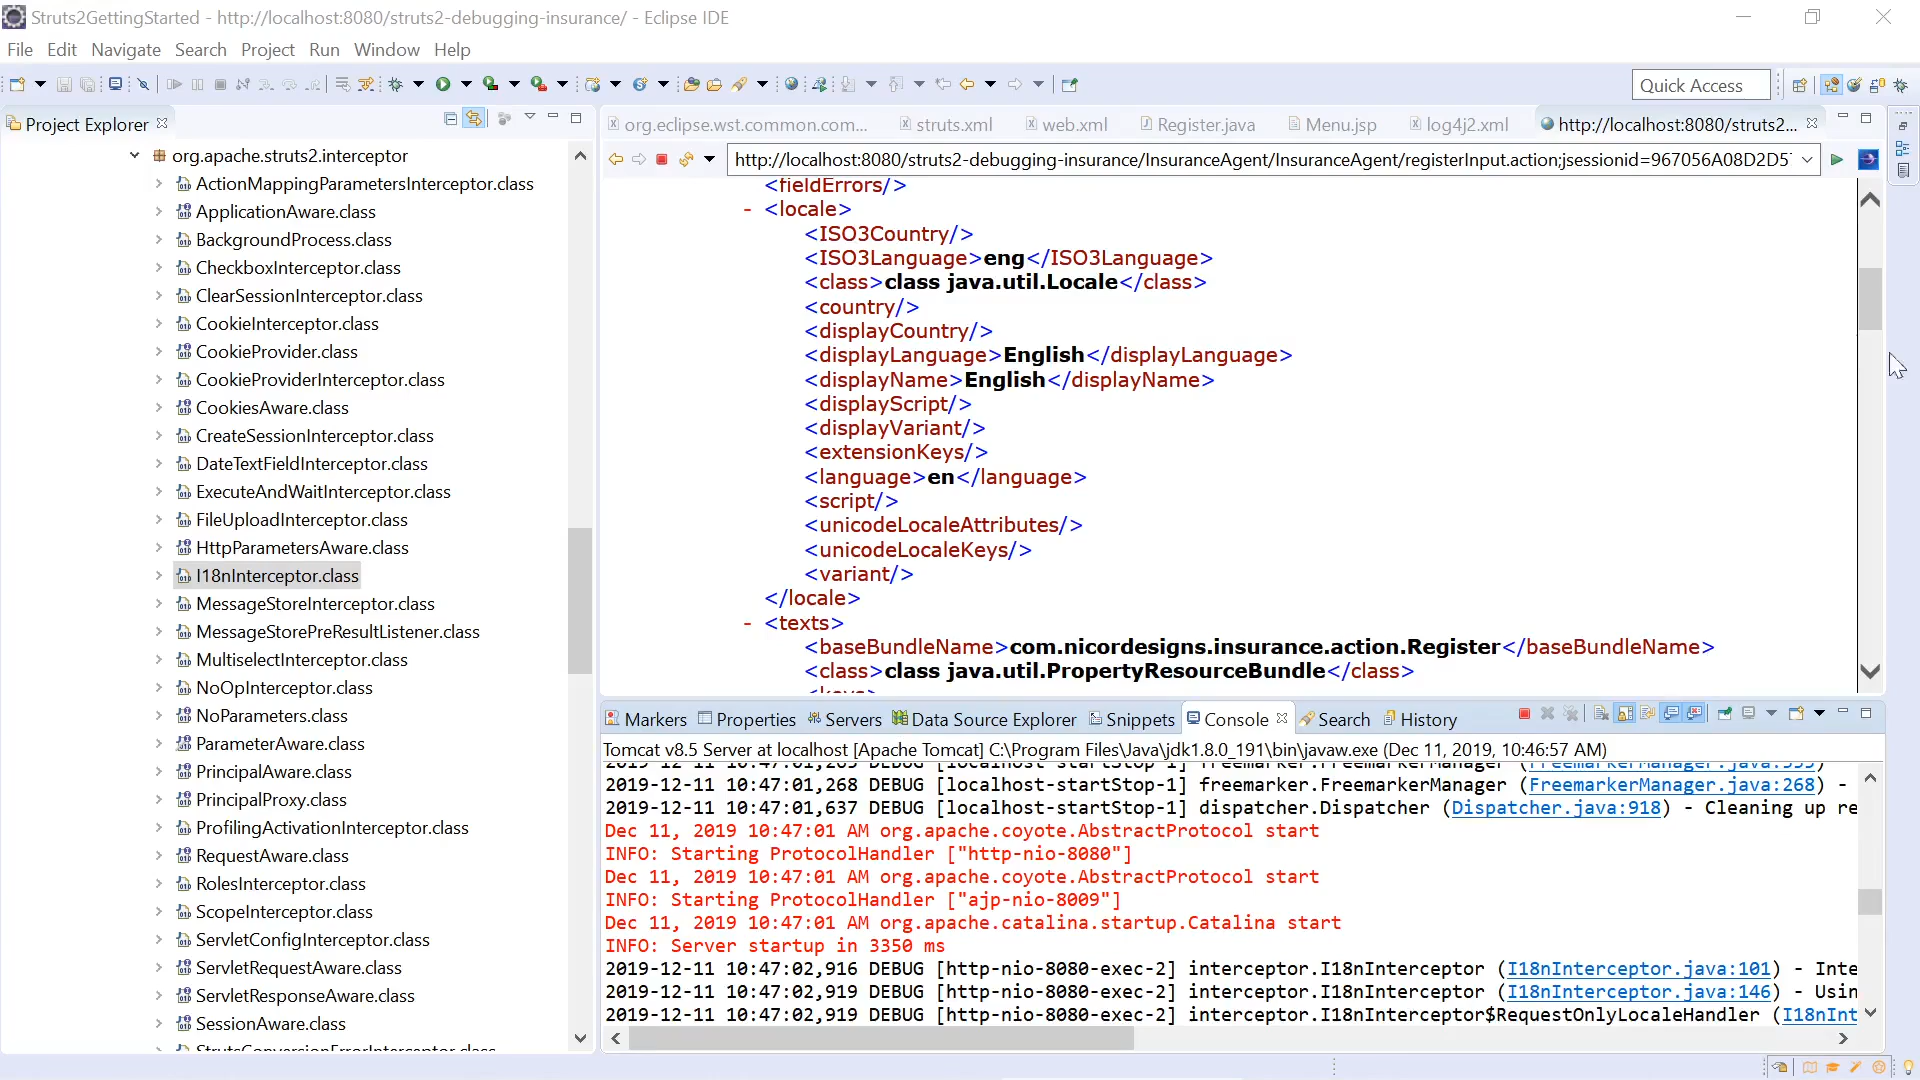 Struts2GettingStarted - http://localhost:8080/struts2-debugging-insurance/ - Eclipse IDE
File Edit Navigate Search Project Run Window Help
Quick Access
Project Explorer
org.apache.struts2.interceptor
ActionMappingParametersInterceptor.class
ApplicationAware.class
BackgroundProcess.class
CheckboxInterceptor.class
ClearSessionInterceptor.class
CookieInterceptor.class
CookieProvider.class
CookieProviderInterceptor.class
CookiesAware.class
CreateSessionInterceptor.class
DateTextFieldInterceptor.class
ExecuteAndWaitInterceptor.class
FileUploadInterceptor.class
HttpParametersAware.class
I18nInterceptor.class
MessageStoreInterceptor.class
MessageStorePreResultListener.class
MultiselectInterceptor.class
NoOpInterceptor.class
NoParameters.class
ParameterAware.class
PrincipalAware.class
PrincipalProxy.class
ProfilingActivationInterceptor.class
RequestAware.class
RolesInterceptor.class
ScopeInterceptor.class
ServletConfigInterceptor.class
ServletRequestAware.class
ServletResponseAware.class
SessionAware.class
StrutsConversionErrorInterceptor.class
org.eclipse.wst.common.com... struts.xml web.xml Register.java Menu.jsp log4j2.xml http://localhost:8080/struts2...
http://localhost:8080/struts2-debugging-insurance/InsuranceAgent/InsuranceAgent/registerInput.action;jsessionid=967056A08D2D5
<fieldErrors/>
- <locale>
<ISO3Country/>
<ISO3Language>eng</ISO3Language>
<class>class java.util.Locale</class>
<country/>
<displayCountry/>
<displayLanguage>English</displayLanguage>
<displayName>English</displayName>
<displayScript/>
<displayVariant/>
<extensionKeys/>
<language>en</language>
<script/>
<unicodeLocaleAttributes/>
<unicodeLocaleKeys/>
<variant/>
</locale>
- <texts>
<baseBundleName>com.nicordesigns.insurance.action.Register</baseBundleName>
<class>class java.util.PropertyResourceBundle</class>
<keys>
Markers Properties Servers Data Source Explorer Snippets Console Search History
Tomcat v8.5 Server at localhost [Apache Tomcat] C:\Program Files\Java\jdk1.8.0_191\bin\javaw.exe (Dec 11, 2019, 10:46:57 AM)
2019-12-11 10:47:01,265 DEBUG [localhost-startStop-1] freemarker.FreemarkerManager
2019-12-11 10:47:01,268 DEBUG [localhost-startStop-1] freemarker.FreemarkerManager (FreemarkerManager.java:268) -
2019-12-11 10:47:01,637 DEBUG [localhost-startStop-1] dispatcher.Dispatcher (Dispatcher.java:918) - Cleaning up re
Dec 11, 2019 10:47:01 AM org.apache.coyote.AbstractProtocol start
INFO: Starting ProtocolHandler ["http-nio-8080"]
Dec 11, 2019 10:47:01 AM org.apache.coyote.AbstractProtocol start
INFO: Starting ProtocolHandler ["ajp-nio-8009"]
Dec 11, 2019 10:47:01 AM org.apache.catalina.startup.Catalina start
INFO: Server startup in 3350 ms
2019-12-11 10:47:02,916 DEBUG [http-nio-8080-exec-2] interceptor.I18nInterceptor (I18nInterceptor.java:101) - Inte
2019-12-11 10:47:02,919 DEBUG [http-nio-8080-exec-2] interceptor.I18nInterceptor (I18nInterceptor.java:146) - Usin
2019-12-11 10:47:02,919 DEBUG [http-nio-8080-exec-2] interceptor.I18nInterceptor$RequestOnlyLocaleHandler (I18nInt